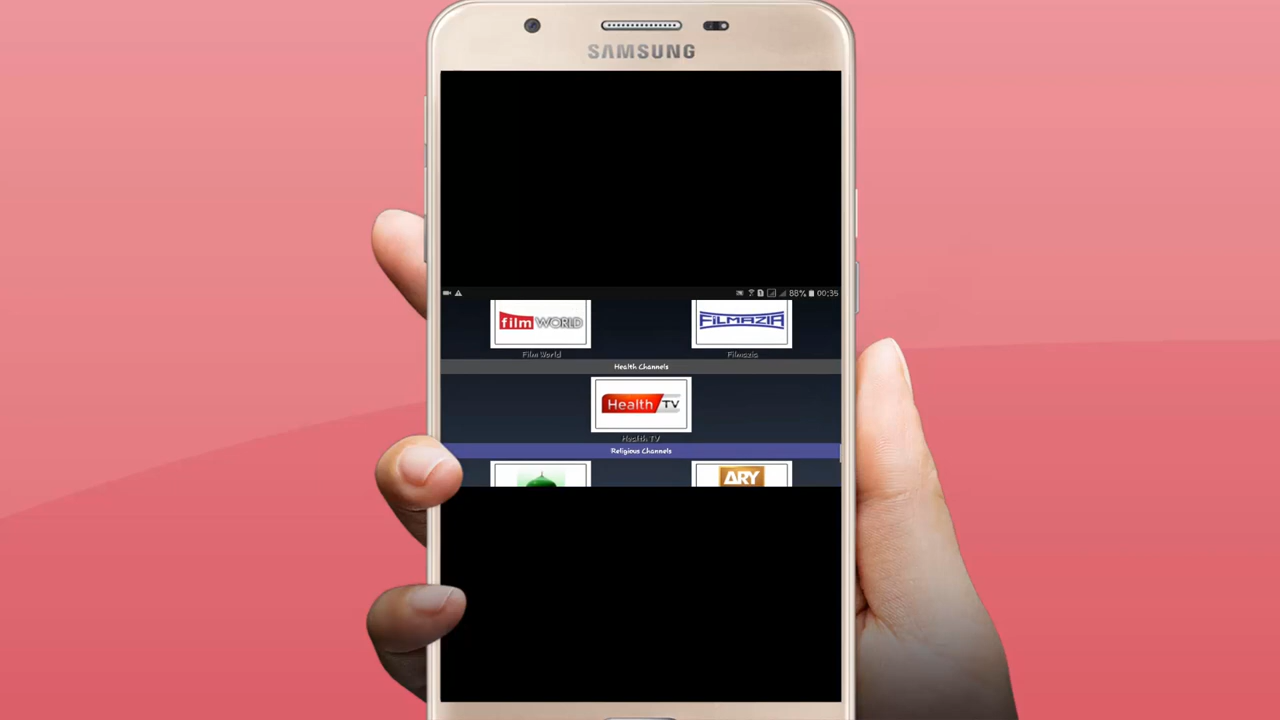 SAMSUNG
88% 00:35
film WORLD
FILMAZIA
Film World
Filmazia
Health Channels
Health TV
Health TV
Religious Channels
ARY